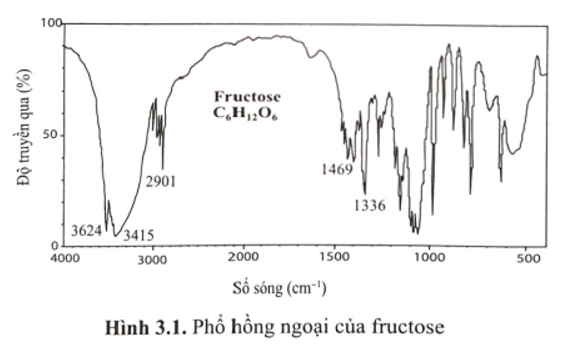 100
Độ truyền qua (%)
50
0
Fructose
C₆H₁₂O₆
2901
3624
3415
1469
1336
4000 3000 2000 1500 1000 500
Số sóng (cm⁻¹)
Hình 3.1. Phổ hồng ngoại của fructose